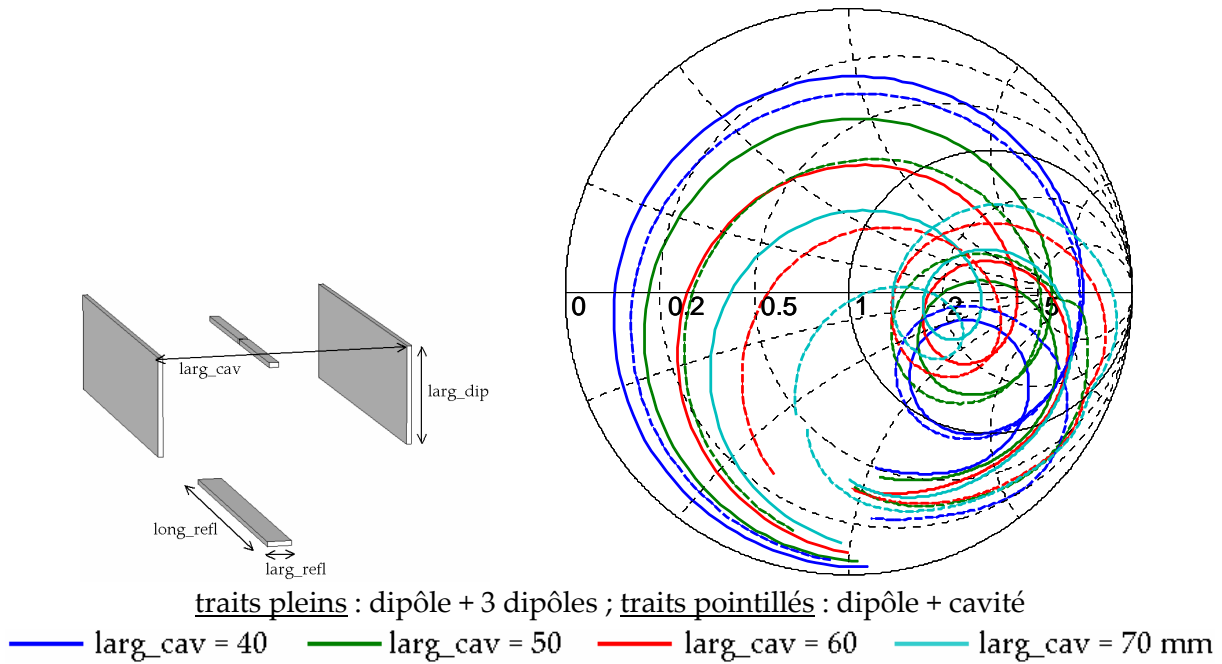 larg_cav
larg_dip
long_refl
larg_refl
0 0.2 0.5 1 2 5
traits pleins : dipôle + 3 dipôles ; traits pointillés : dipôle + cavité
larg_cav = 40 larg_cav = 50 larg_cav = 60 larg_cav = 70 mm